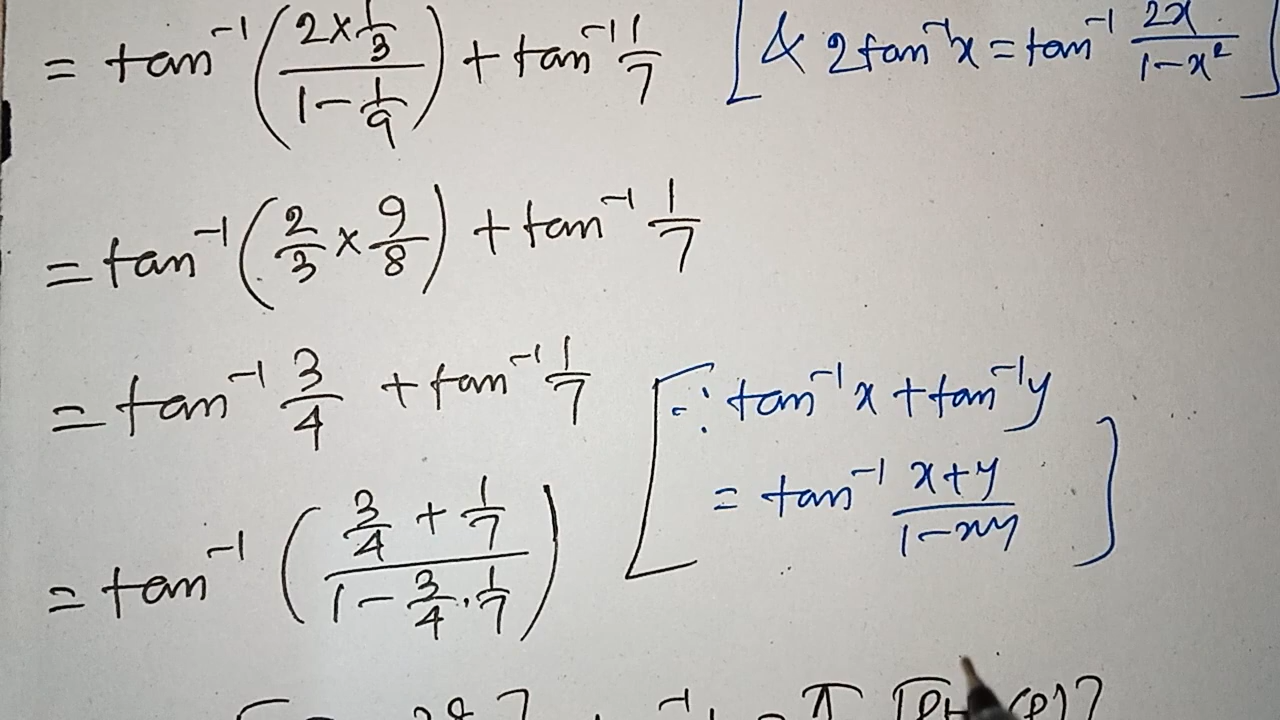 = tan⁻¹((2×1/3)/(1−1/9)) + tan⁻¹ 1/7 [& 2tan⁻¹x = tan⁻¹ 2x/(1−x²)]
= tan⁻¹(2/3 × 9/8) + tan⁻¹ 1/7
= tan⁻¹ 3/4 + tan⁻¹ 1/7 [∵ tan⁻¹x + tan⁻¹y
= tan⁻¹ (x+y)/(1−xy)]
= tan⁻¹((3/4 + 1/7)/(1 − 3/4 · 1/7))